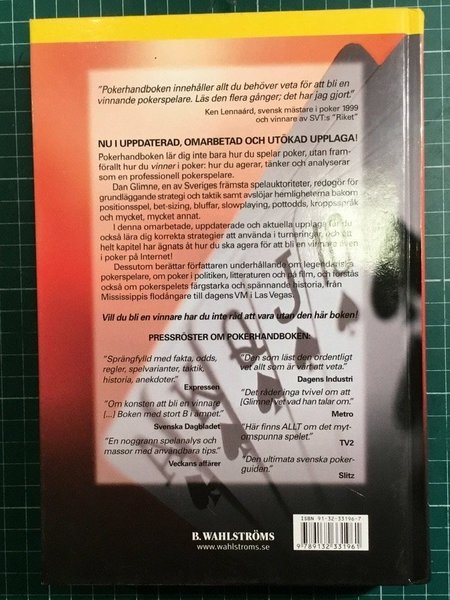 "Pokerhandboken innehåller allt du behöver veta för att bli en
vinnande pokerspelare. Läs den flera gånger; det har jag gjort."
Ken Lennaárd, svensk mästare i poker 1999
och vinnare av SVT:s "Riket"
NU I UPPDATERAD, OMARBETAD OCH UTÖKAD UPPLAGA!
Pokerhandboken lär dig inte bara hur du spelar poker, utan fram-
förallt hur du vinner i poker: hur du agerar, tänker och analyserar
som en professionell pokerspelare.
Dan Glimne, en av Sveriges främsta spelauktoriteter, redogör för
grundläggande strategi och taktik samt avslöjar hemligheterna bakom
positionsspel, bet-sizing, bluffar, slowplaying, pottodds, kroppsspråk
och mycket, mycket annat.
I denna omarbetade, uppdaterade och aktuella upplaga får du
också lära dig korrekta strategier att använda i turneringar, och ett
helt kapitel har ägnats åt hur du ska agera för att bli en vinnare även
i poker på Internet!
Dessutom berättar författaren underhållande om legendariska
pokerspelare, om poker i politiken, litteraturen och på film, och förstås
också om pokerspelets färgstarka och spännande historia, från
Mississippis flodångare till dagens VM i Las Vegas.
Vill du bli en vinnare har du inte råd att vara utan den här boken!
PRESSRÖSTER OM POKERHANDBOKEN:
"Sprängfylld med fakta, odds,
regler, spelvarianter, taktik,
historia, anekdoter."
Expressen
"Om konsten att bli en vinnare
[...] Boken med stort B i ämnet."
Svenska Dagbladet
"En noggrann spelanalys och
massor med användbara tips."
Veckans affärer
"Den som läst den ordentligt
vet allt som är värt att veta."
Dagens Industri
"Det råder inga tvivel om att
[Glimne] vet vad han talar om."
Metro
"Här finns ALLT om det myt-
omspunna spelet."
TV2
"Den ultimata svenska poker-
guiden."
Slitz
B. WAHLSTRÖMS
www.wahlstroms.se
ISBN 91-32-33196-7
9 789132 331961